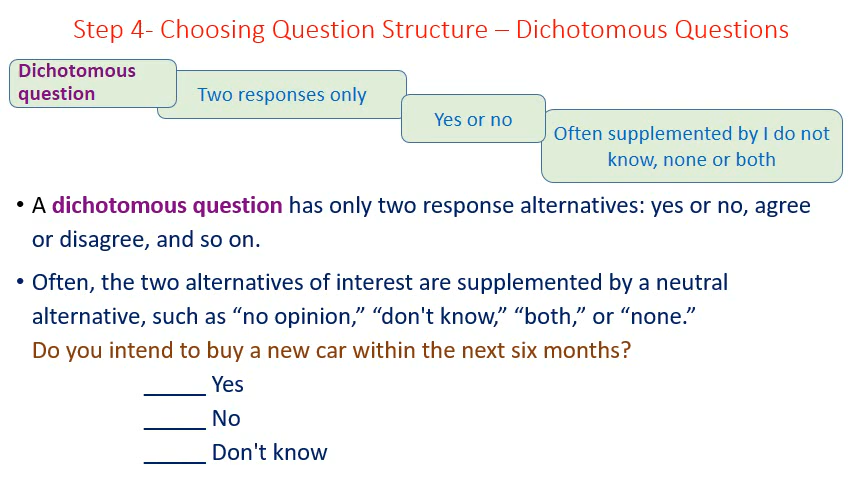 Step 4- Choosing Question Structure – Dichotomous Questions
Dichotomous
question
Two responses only
Yes or no
Often supplemented by I do not
know, none or both
• A dichotomous question has only two response alternatives: yes or no, agree
or disagree, and so on.
• Often, the two alternatives of interest are supplemented by a neutral
alternative, such as “no opinion,” “don't know,” “both,” or “none.”
Do you intend to buy a new car within the next six months?
_____ Yes
_____ No
_____ Don't know